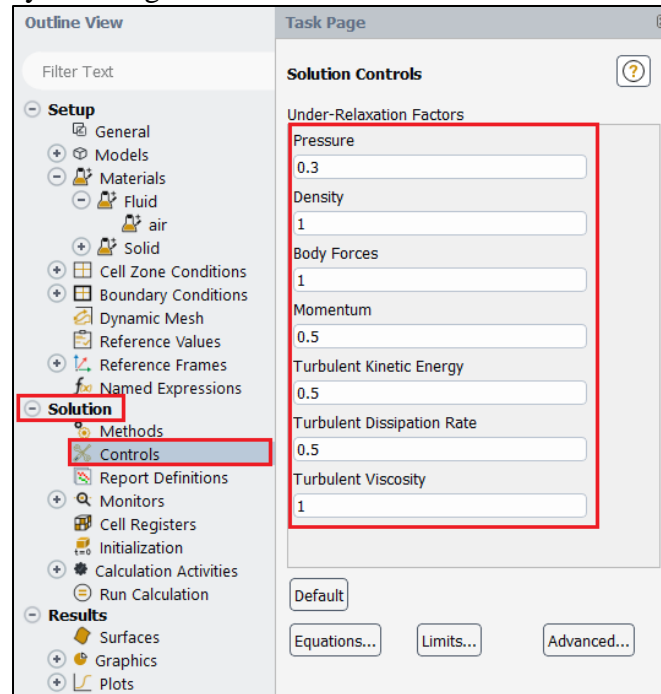 Outline View
Filter Text
Setup
General
Models
Materials
Fluid
air
Solid
Cell Zone Conditions
Boundary Conditions
Dynamic Mesh
Reference Values
Reference Frames
Named Expressions
Solution
Methods
Controls
Report Definitions
Monitors
Cell Registers
Initialization
Calculation Activities
Run Calculation
Results
Surfaces
Graphics
Plots
Task Page
Solution Controls
Under-Relaxation Factors
Pressure
0.3
Density
1
Body Forces
1
Momentum
0.5
Turbulent Kinetic Energy
0.5
Turbulent Dissipation Rate
0.5
Turbulent Viscosity
1
Default
Equations... Limits... Advanced...